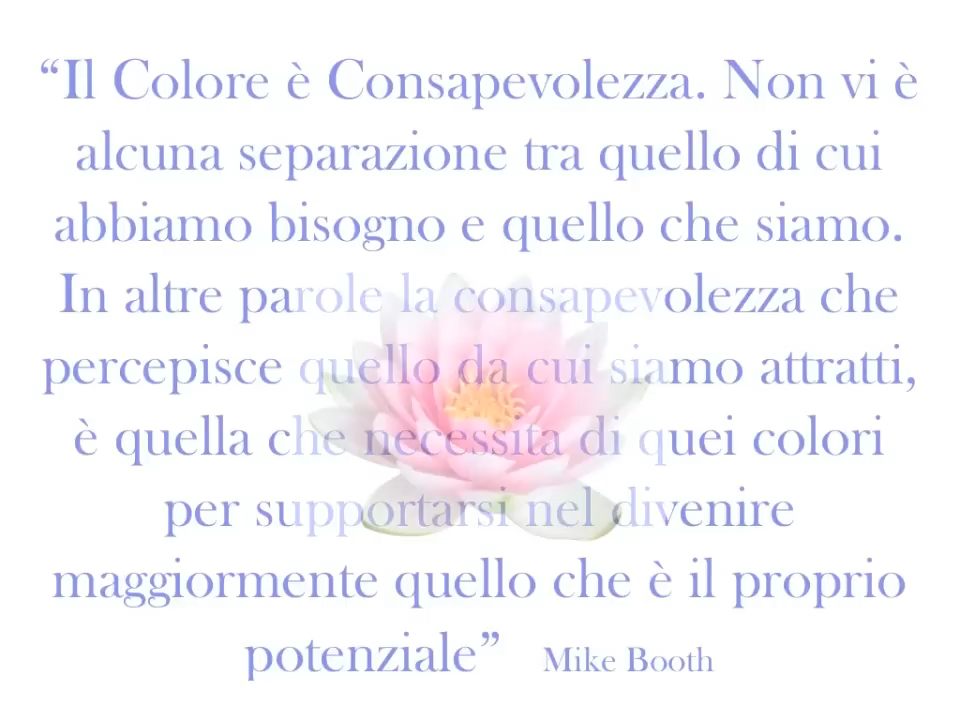 “Il Colore è Consapevolezza. Non vi è
alcuna separazione tra quello di cui
abbiamo bisogno e quello che siamo.
In altre parole la consapevolezza che
percepisce quello da cui siamo attratti,
è quella che necessita di quei colori
per supportarsi nel divenire
maggiormente quello che è il proprio
potenziale” Mike Booth